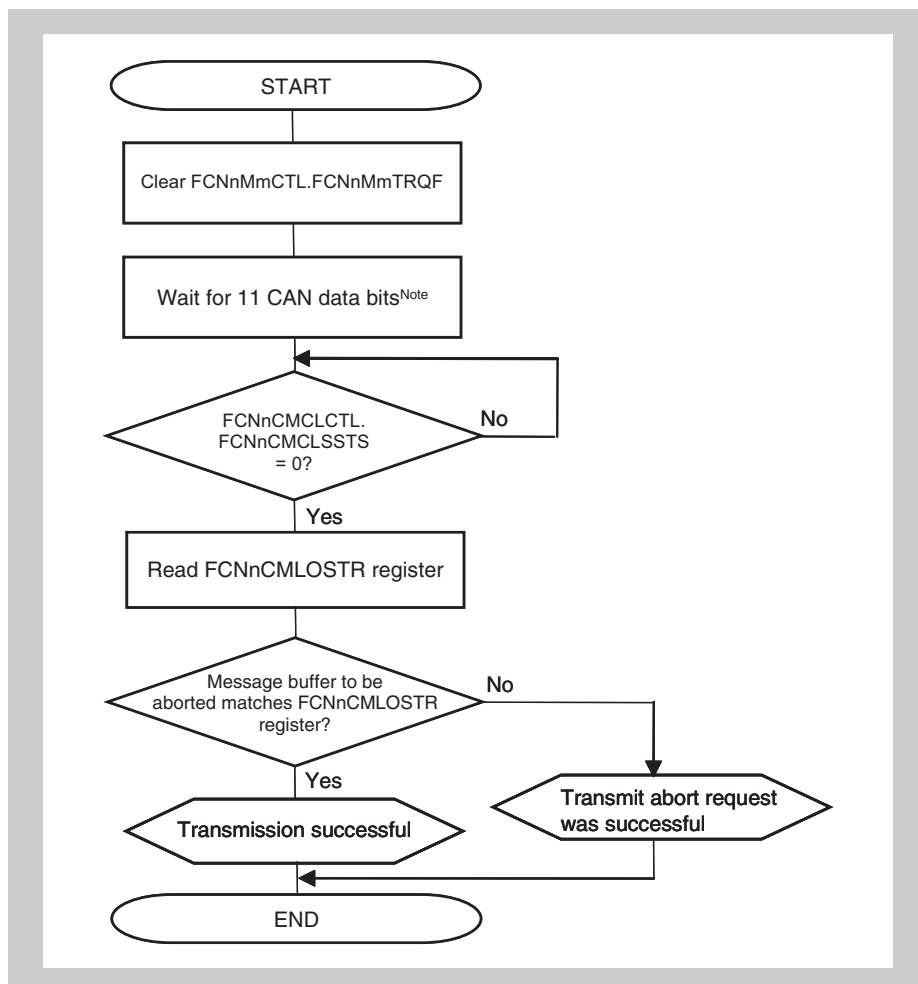 START
Clear FCNnMmCTL.FCNnMmTRQF
Wait for 11 CAN data bitsNote
FCNnCMCLCTL.
FCNnCMCLSSTS
= 0?
No
Yes
Read FCNnCMLOSTR register
Message buffer to be
aborted matches FCNnCMLOSTR
register?
No
Yes
Transmission successful
Transmit abort request
was successful
END